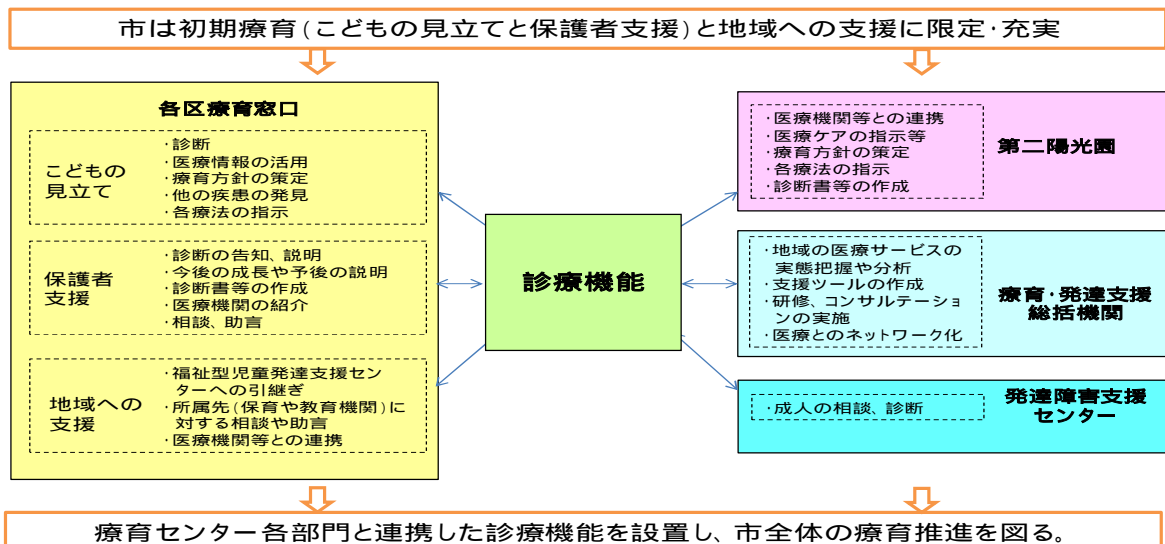 市は初期療育(こどもの見立てと保護者支援)と地域への支援に限定・充実
各区療育窓口
こどもの
見立て
・診断
・医療情報の活用
・療育方針の策定
・他の疾患の発見
・各療法の指示
保護者
支援
・診断の告知、説明
・今後の成長や予後の説明
・診断書等の作成
・医療機関の紹介
・相談、助言
地域への
支援
・福祉型児童発達支援セン
ターへの引継ぎ
・所属先(保育や教育機関)に
対する相談や助言
・医療機関等との連携
診療機能
・医療機関等との連携
・医療ケアの指示等
・療育方針の策定
・各療法の指示
・診断書等の作成
第二陽光園
・地域の医療サービスの
実態把握や分析
・支援ツールの作成
・研修、コンサルテーショ
ンの実施
・医療とのネットワーク化
療育・発達支援
総括機関
・成人の相談、診断
発達障害支援
センター
療育センター各部門と連携した診療機能を設置し、市全体の療育推進を図る。